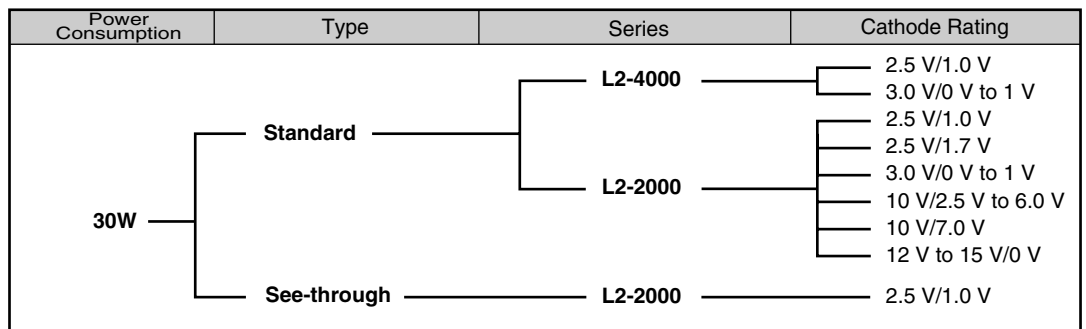 Power Consumption Type Series Cathode Rating
2.5 V/1.0 V
L2-4000
3.0 V/0 V to 1 V
2.5 V/1.0 V
Standard
2.5 V/1.7 V
3.0 V/0 V to 1 V
L2-2000
10 V/2.5 V to 6.0 V
30W
10 V/7.0 V
12 V to 15 V/0 V
See-through L2-2000 2.5 V/1.0 V